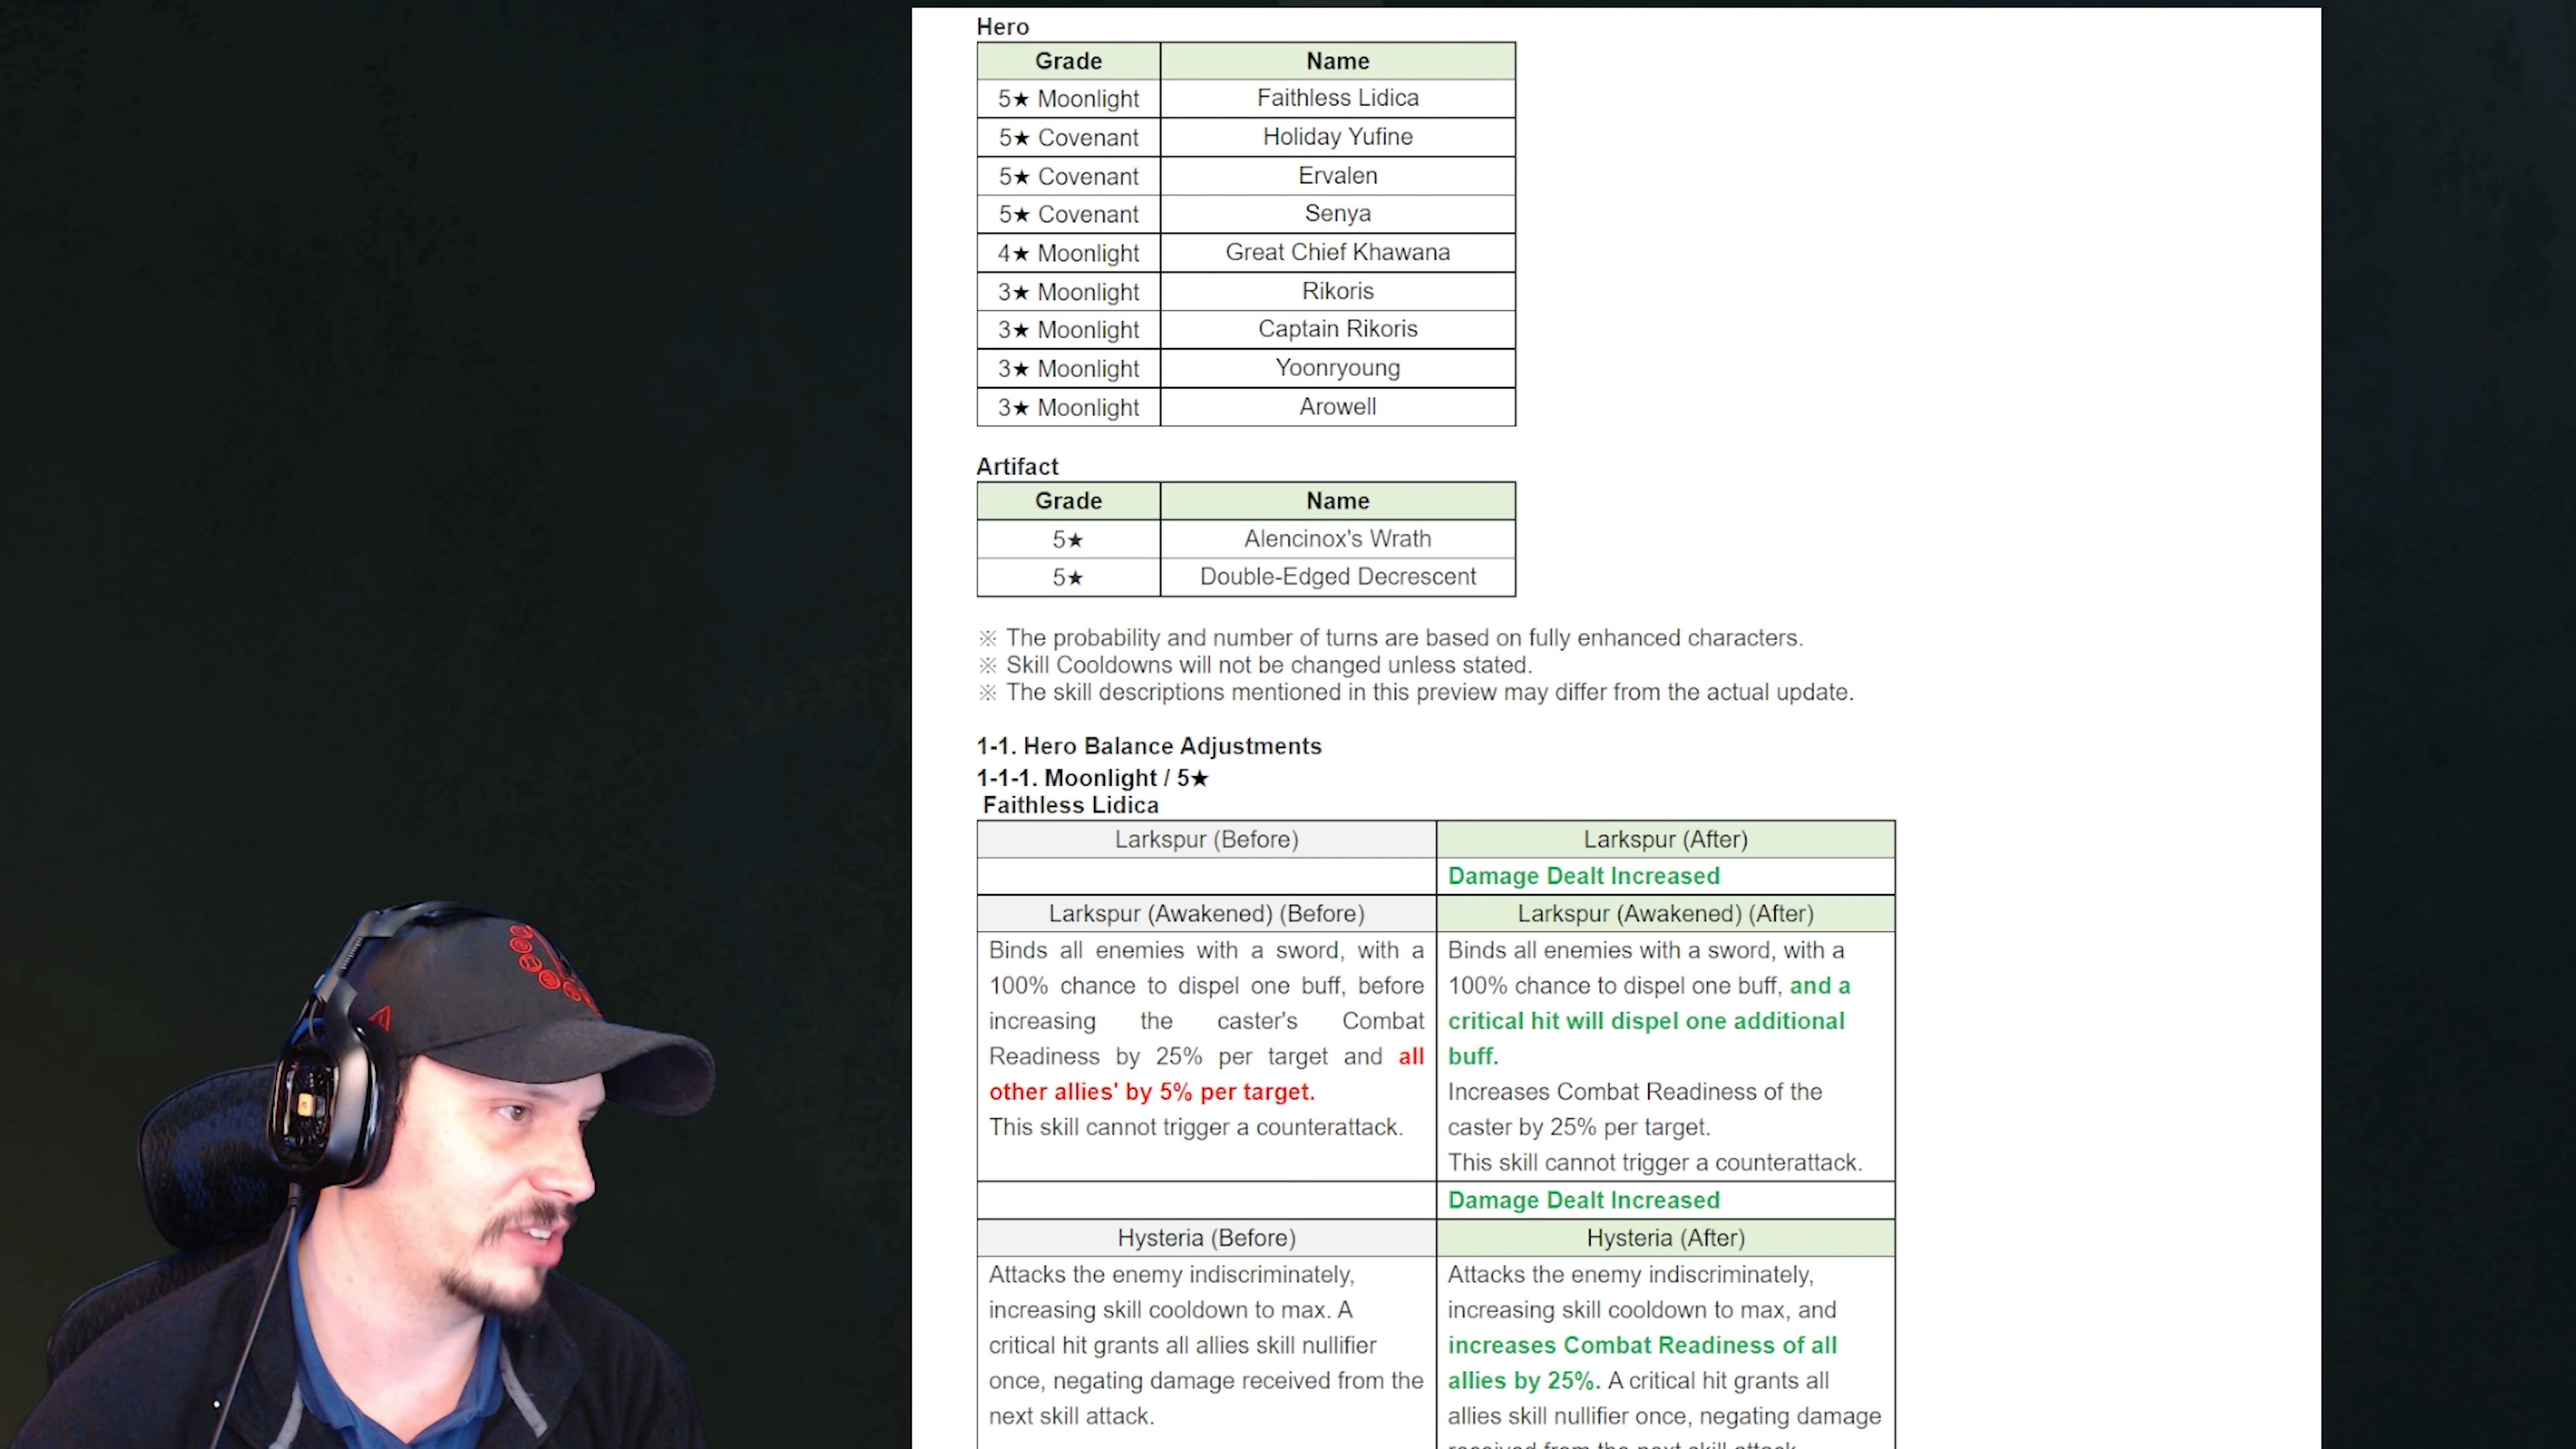 Hero
Grade Name
5★ Moonlight Faithless Lidica
5★ Covenant Holiday Yufine
5★ Covenant Ervalen
5★ Covenant Senya
4★ Moonlight Great Chief Khawana
3★ Moonlight Rikoris
3★ Moonlight Captain Rikoris
3★ Moonlight Yoonryoung
3★ Moonlight Arowell
Artifact
Grade Name
5★ Alencinox's Wrath
5★ Double-Edged Decrescent
※ The probability and number of turns are based on fully enhanced characters.
※ Skill Cooldowns will not be changed unless stated.
※ The skill descriptions mentioned in this preview may differ from the actual update.
1-1. Hero Balance Adjustments
1-1-1. Moonlight / 5★
Faithless Lidica
Larkspur (Before)
Larkspur (After)
Damage Dealt Increased
Larkspur (Awakened) (Before)
Larkspur (Awakened) (After)
Binds all enemies with a sword, with a
100% chance to dispel one buff, before
increasing the caster's Combat
Readiness by 25% per target and all
other allies' by 5% per target.
This skill cannot trigger a counterattack.
Binds all enemies with a sword, with a
100% chance to dispel one buff, and a
critical hit will dispel one additional
buff.
Increases Combat Readiness of the
caster by 25% per target.
This skill cannot trigger a counterattack.
Damage Dealt Increased
Hysteria (Before)
Hysteria (After)
Attacks the enemy indiscriminately,
increasing skill cooldown to max. A
critical hit grants all allies skill nullifier
once, negating damage received from the
next skill attack.
Attacks the enemy indiscriminately,
increasing skill cooldown to max, and
increases Combat Readiness of all
allies by 25%. A critical hit grants all
allies skill nullifier once, negating damage
received from the next skill attack.